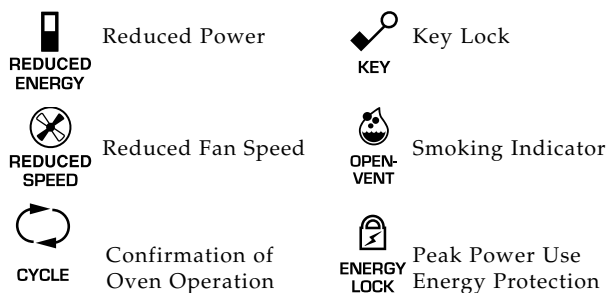 Reduced Power
REDUCED
ENERGY
Key Lock
KEY
Reduced Fan Speed
REDUCED
SPEED
Smoking Indicator
OPEN-
VENT
Confirmation of
Oven Operation
CYCLE
Peak Power Use
Energy Protection
ENERGY
LOCK